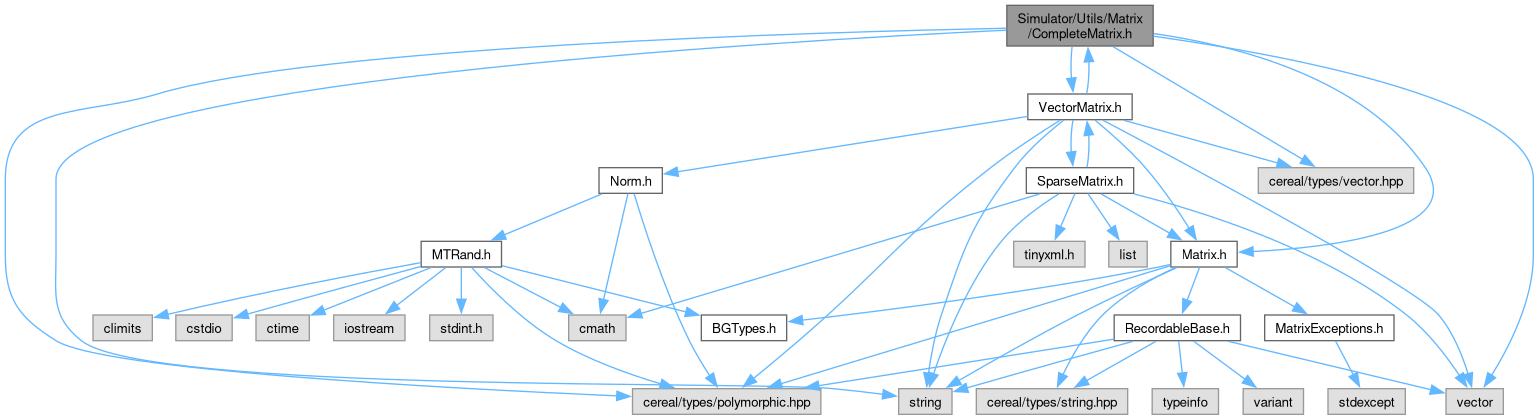 Simulator/Utils/Matrix
/CompleteMatrix.h
VectorMatrix.h
Norm.h
SparseMatrix.h
cereal/types/vector.hpp
MTRand.h
tinyxml.h
list
Matrix.h
climits
cstdio
ctime
iostream
stdint.h
cmath
BGTypes.h
RecordableBase.h
MatrixExceptions.h
cereal/types/polymorphic.hpp
string
cereal/types/string.hpp
typeinfo
variant
stdexcept
vector